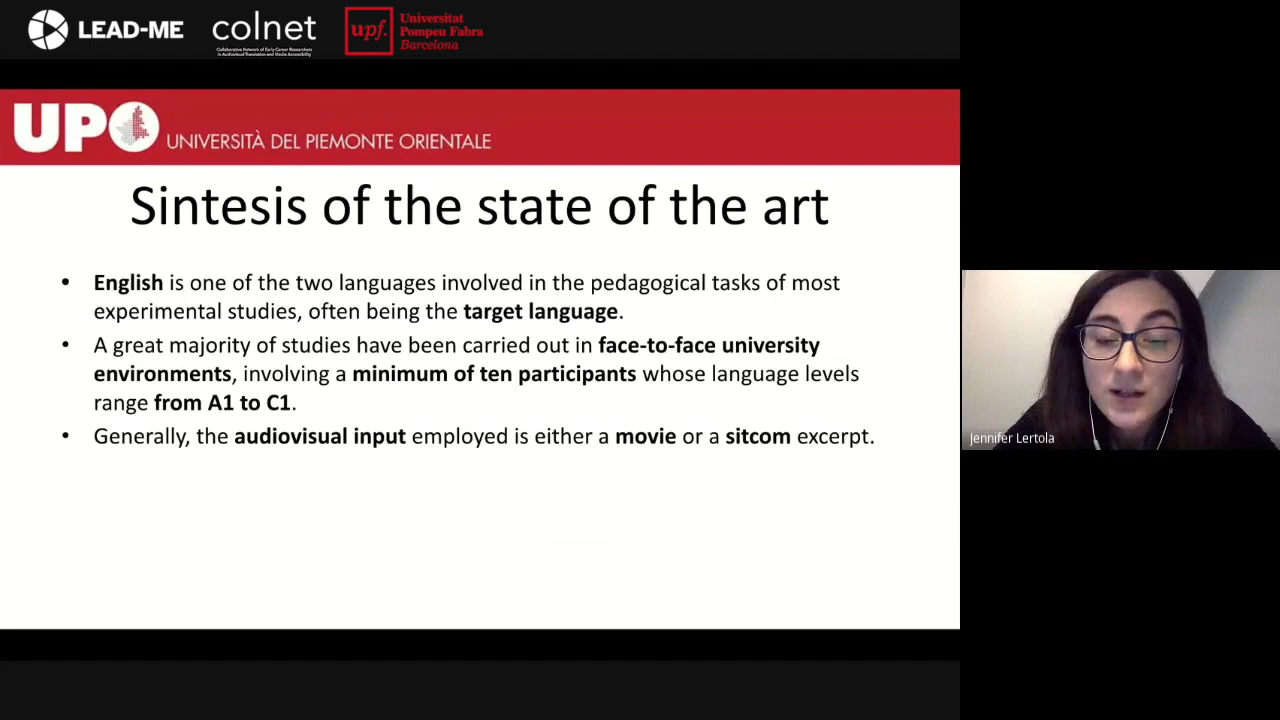 LEAD-ME
colnet
Collaborative Network of Early-Career Researchers
in Audiovisual Translation and Media Accessibility
upf.
Universitat
Pompeu Fabra
Barcelona
UPO
UNIVERSITÀ DEL PIEMONTE ORIENTALE
Sintesis of the state of the art
• English is one of the two languages involved in the pedagogical tasks of most
experimental studies, often being the target language.
• A great majority of studies have been carried out in face-to-face university
environments, involving a minimum of ten participants whose language levels
range from A1 to C1.
• Generally, the audiovisual input employed is either a movie or a sitcom excerpt.
Jennifer Lertola